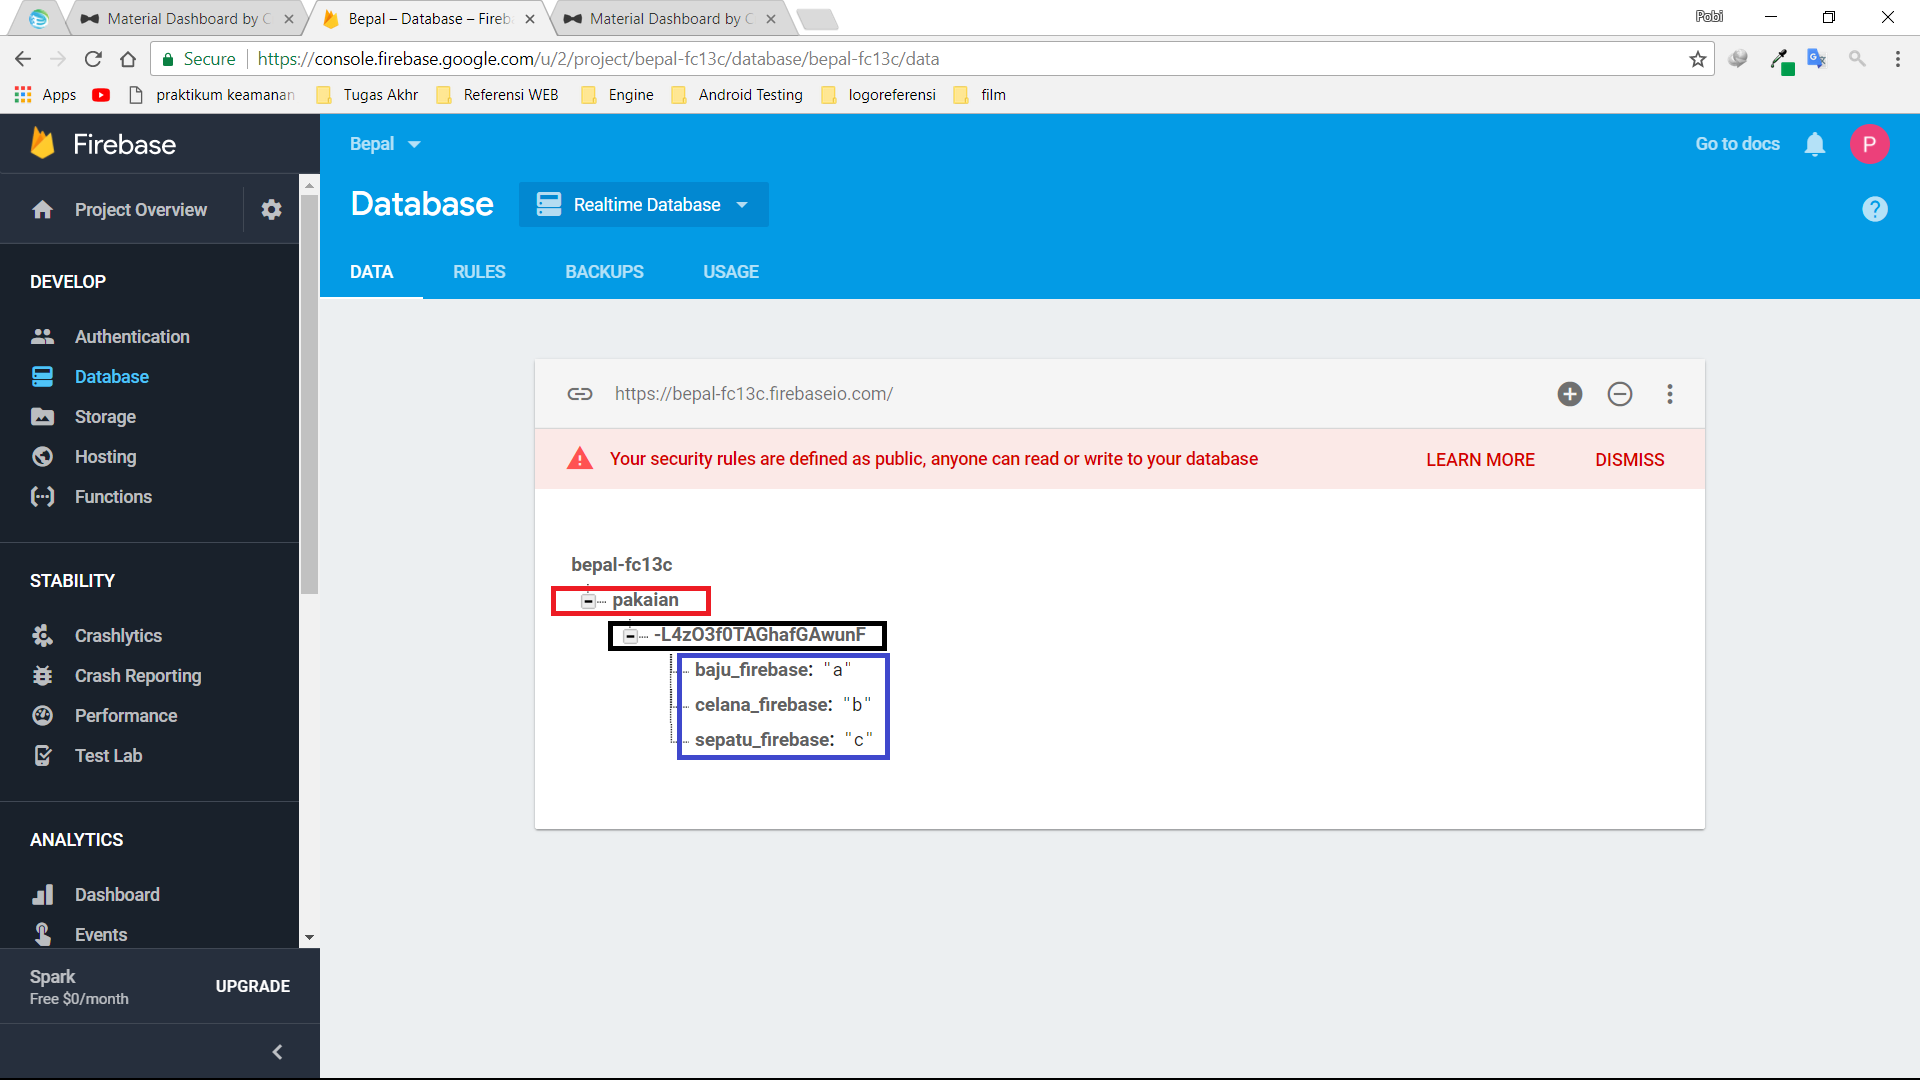 Material Dashboard by C
Bepal – Database – Fireb
Material Dashboard by C
Pobi
Secure
https://console.firebase.google.com/u/2/project/bepal-fc13c/database/bepal-fc13c/data
Apps
praktikum keamanan
Tugas Akhr
Referensi WEB
Engine
Android Testing
logoreferensi
film
Firebase
Project Overview
DEVELOP
Authentication
Database
Storage
Hosting
Functions
STABILITY
Crashlytics
Crash Reporting
Performance
Test Lab
ANALYTICS
Dashboard
Events
Spark
Free $0/month
UPGRADE
Bepal
Go to docs
P
Database
Realtime Database
?
DATA
RULES
BACKUPS
USAGE
https://bepal-fc13c.firebaseio.com/
Your security rules are defined as public, anyone can read or write to your database
LEARN MORE
DISMISS
bepal-fc13c
pakaian
-L4zO3f0TAGhafGAwunF
baju_firebase: "a"
celana_firebase: "b"
sepatu_firebase: "c"